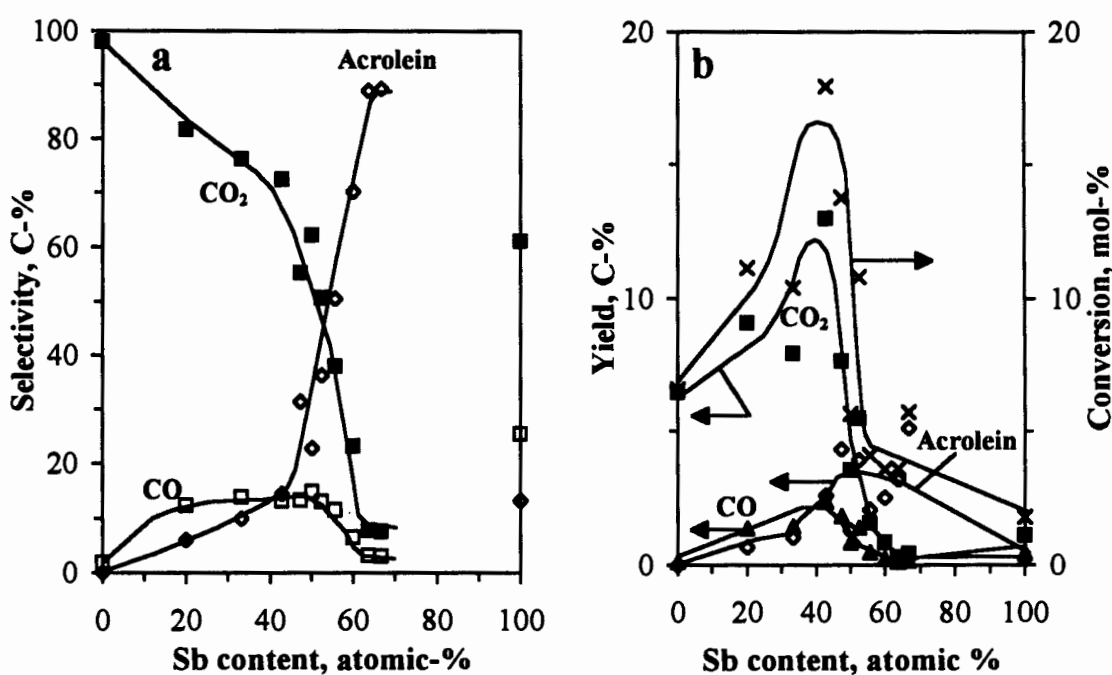 a
Acrolein
CO₂
CO
100
80
60
40
20
0
Selectivity, C-%
0
20
40
60
80
100
Sb content, atomic-%
b
CO₂
Acrolein
CO
20
10
0
Yield, C-%
20
10
0
Conversion, mol-%
0
20
40
60
80
100
Sb content, atomic %